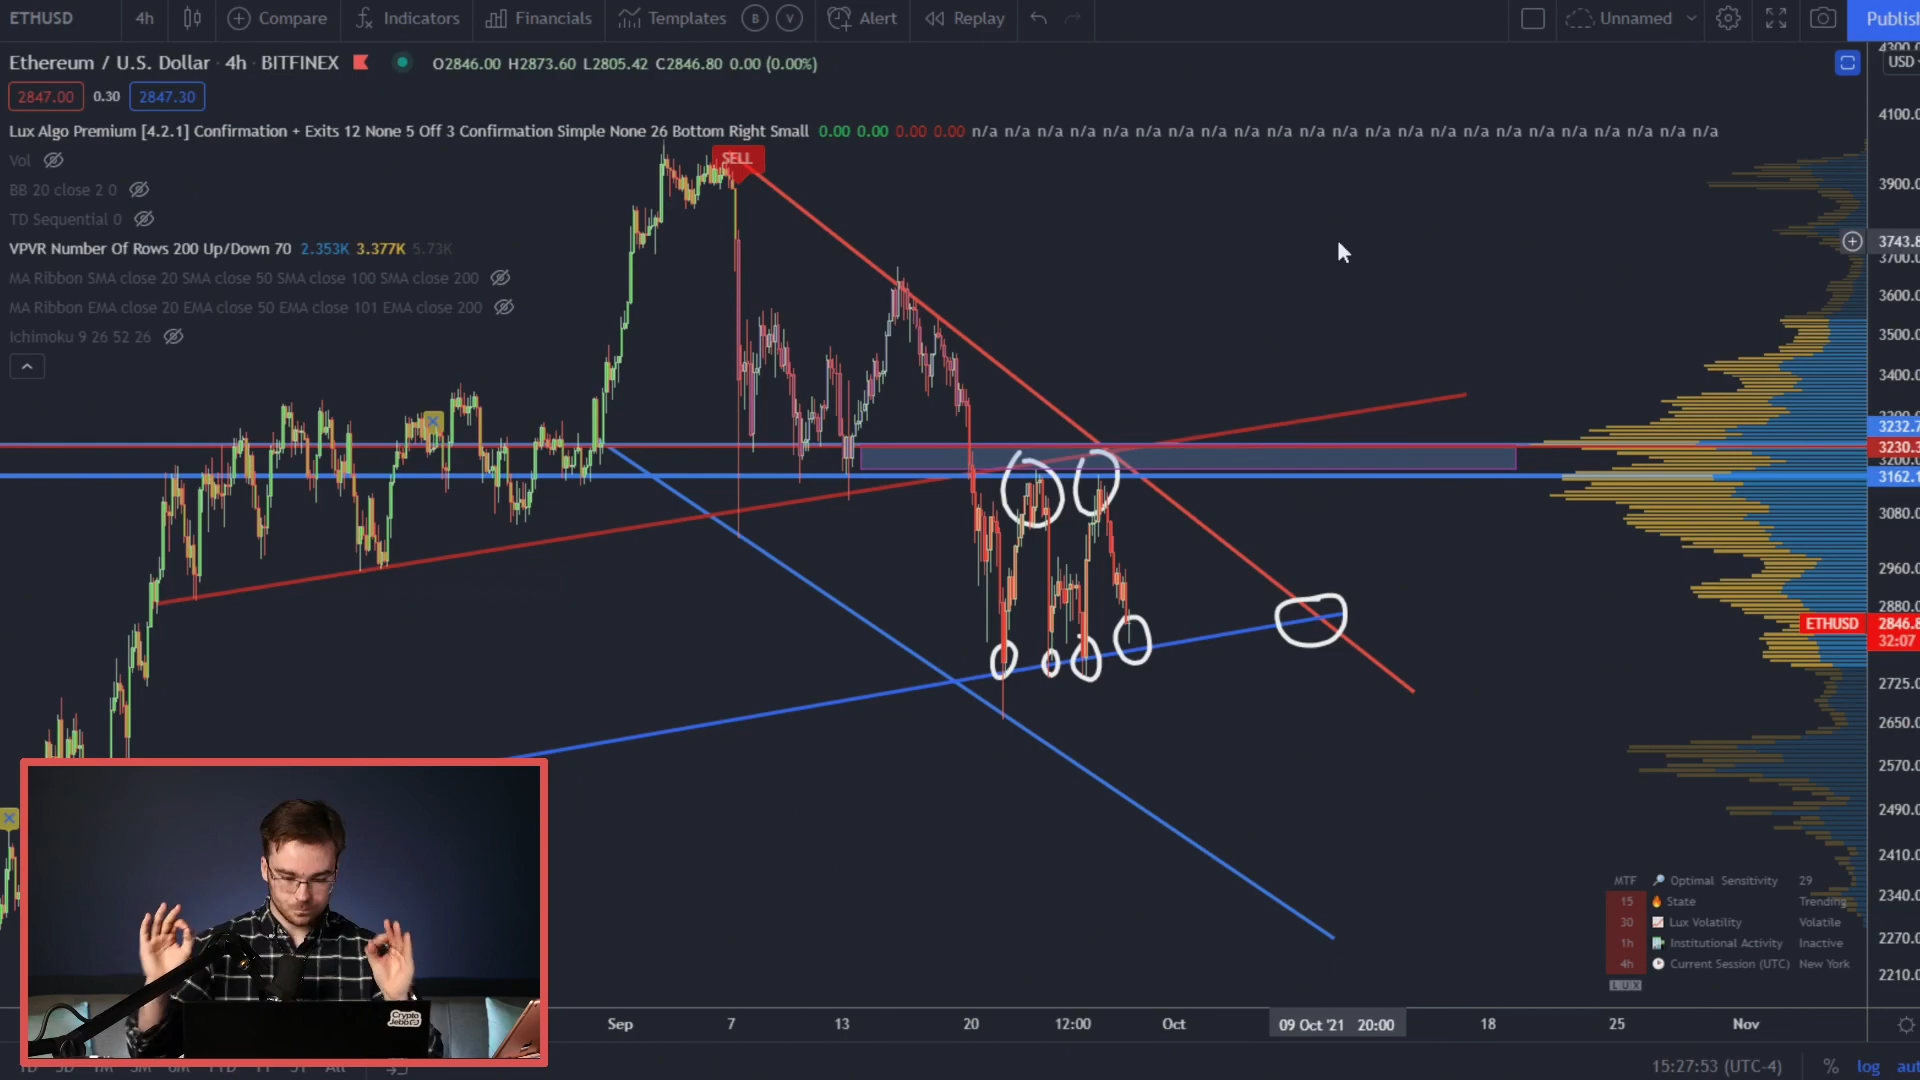 ETHUSD 4h Compare Indicators Financials Templates B V Alert Replay Unnamed Publish
Ethereum / U.S. Dollar · 4h · BITFINEX O2846.00 H2873.60 L2805.42 C2846.80 0.00 (0.00%)
2847.00 0.30 2847.30
Lux Algo Premium [4.2.1] Confirmation + Exits 12 None 5 Off 3 Confirmation Simple None 26 Bottom Right Small 0.00 0.00 0.00 0.00 n/a n/a n/a n/a n/a n/a n/a n/a n/a n/a n/a n/a n/a n/a n/a n/a n/a n/a n/a n/a n/a n/a n/a
Vol
BB 20 close 2 0
TD Sequential 0
VPVR Number Of Rows 200 Up/Down 70 2.353K 3.377K 5.73K
MA Ribbon SMA close 20 SMA close 50 SMA close 100 SMA close 200
MA Ribbon EMA close 20 EMA close 50 EMA close 101 EMA close 200
Ichimoku 9 26 52 26
SELL
USD
4100.0
3900.0
3743.8
3700.0
3600.0
3500.0
3400.0
3232.7
3230.3
3162.1
3080.0
2960.0
2880.0
ETHUSD 2846.8
32:07
2725.0
2650.0
2570.0
2490.0
2410.0
2340.0
2270.0
2210.0
MTF Optimal Sensitivity 29
15 State Trending
30 Lux Volatility Volatile
1h Institutional Activity Inactive
4h Current Session (UTC) New York
LUX
Crypto
Jebb
Sep 7 13 20 12:00 Oct 09 Oct '21 20:00 18 25 Nov
15:27:53 (UTC-4) % log aut